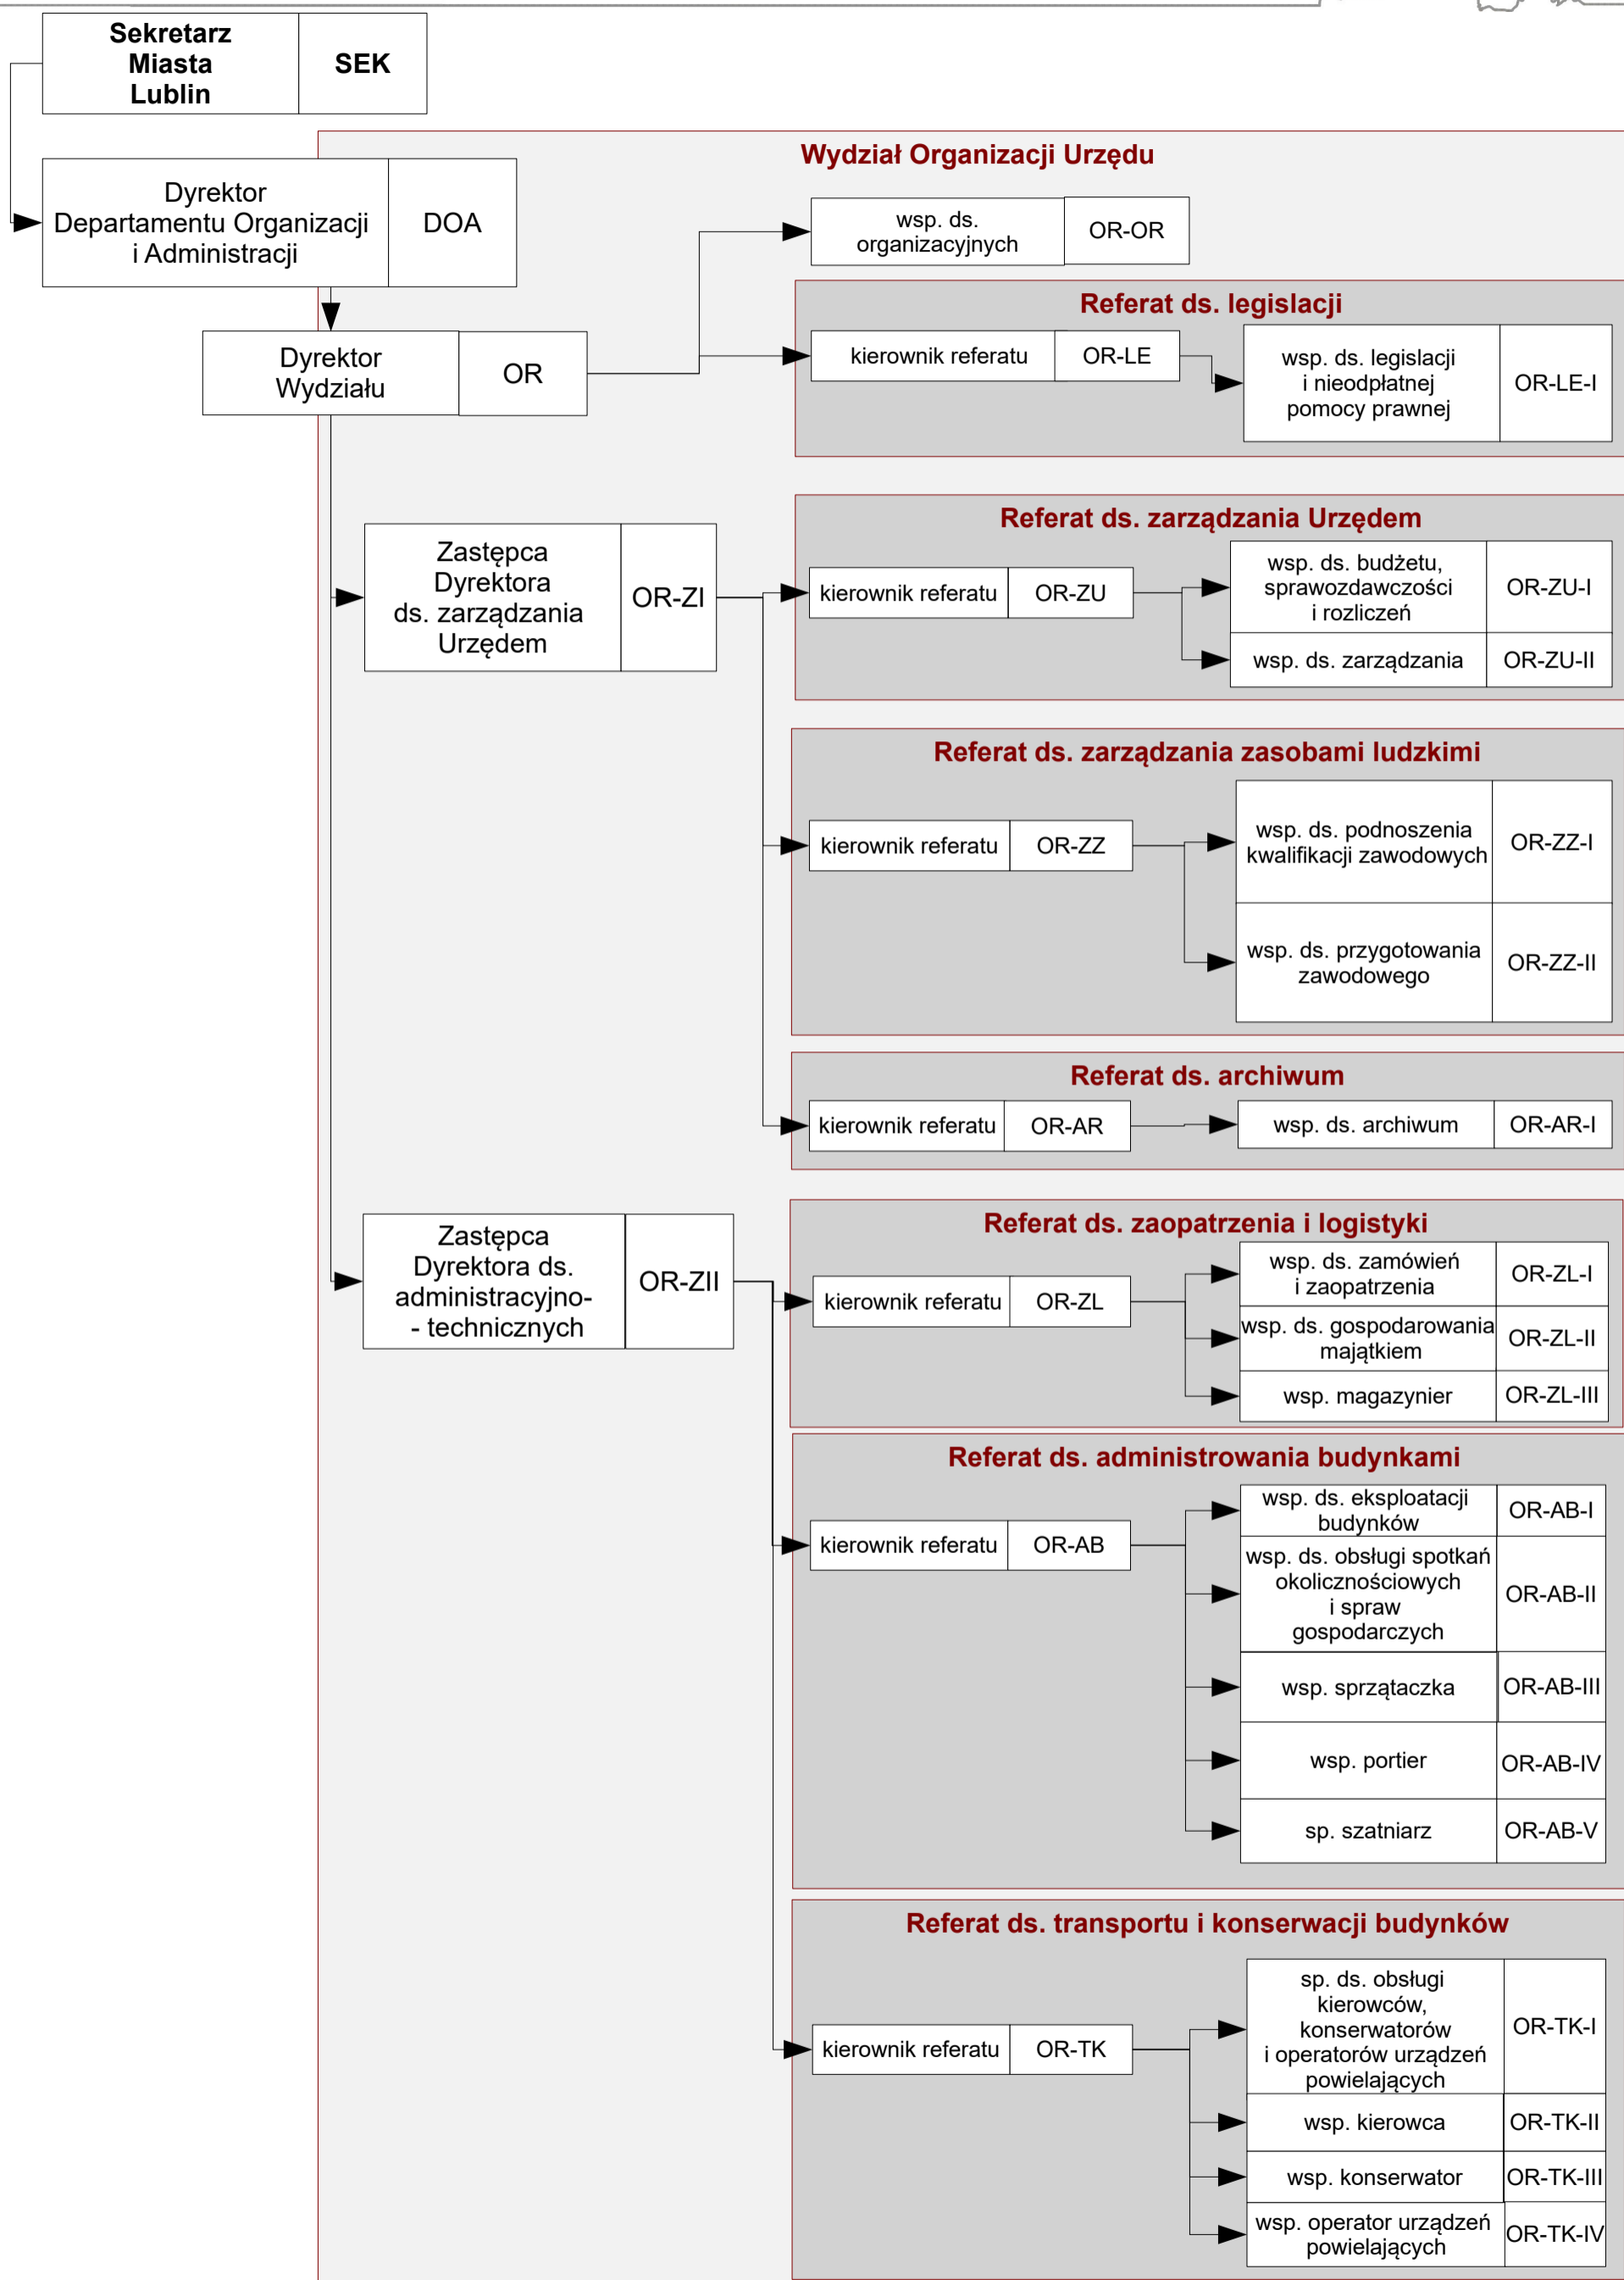 Sekretarz
Miasta
Lublin
SEK
Wydział Organizacji Urzędu
Dyrektor
Departamentu Organizacji
i Administracji
DOA
wsp. ds.
organizacyjnych
OR-OR
Dyrektor
Wydziału
OR
Referat ds. legislacji
kierownik referatu
OR-LE
wsp. ds. legislacji
i nieodpłatnej
pomocy prawnej
OR-LE-I
Zastępca
Dyrektora
ds. zarządzania
Urzędem
OR-ZI
Referat ds. zarządzania Urzędem
kierownik referatu
OR-ZU
wsp. ds. budżetu,
sprawozdawczości
i rozliczeń
OR-ZU-I
wsp. ds. zarządzania
OR-ZU-II
Referat ds. zarządzania zasobami ludzkimi
kierownik referatu
OR-ZZ
wsp. ds. podnoszenia
kwalifikacji zawodowych
OR-ZZ-I
wsp. ds. przygotowania
zawodowego
OR-ZZ-II
Referat ds. archiwum
kierownik referatu
OR-AR
wsp. ds. archiwum
OR-AR-I
Zastępca
Dyrektora ds.
administracyjno-
- technicznych
OR-ZII
Referat ds. zaopatrzenia i logistyki
kierownik referatu
OR-ZL
wsp. ds. zamówień
i zaopatrzenia
OR-ZL-I
wsp. ds. gospodarowania
majątkiem
OR-ZL-II
wsp. magazynier
OR-ZL-III
Referat ds. administrowania budynkami
kierownik referatu
OR-AB
wsp. ds. eksploatacji
budynków
OR-AB-I
wsp. ds. obsługi spotkań
okolicznościowych
i spraw
gospodarczych
OR-AB-II
wsp. sprzątaczka
OR-AB-III
wsp. portier
OR-AB-IV
sp. szatniarz
OR-AB-V
Referat ds. transportu i konserwacji budynków
kierownik referatu
OR-TK
sp. ds. obsługi
kierowców,
konserwatorów
i operatorów urządzeń
powielających
OR-TK-I
wsp. kierowca
OR-TK-II
wsp. konserwator
OR-TK-III
wsp. operator urządzeń
powielających
OR-TK-IV